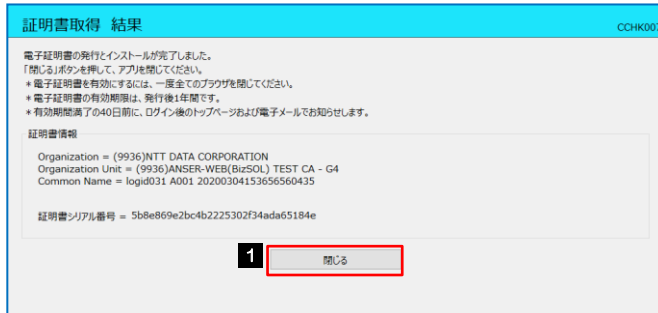 証明書取得 結果
CCHK007
電子証明書の発行とインストールが完了しました。
「閉じる」ボタンを押して、アプリを閉じてください。
＊電子証明書を有効にするには、一度全てのブラウザを閉じてください。
＊電子証明書の有効期限は、発行後1年間です。
＊有効期間満了の40日前に、ログイン後のトップページおよび電子メールでお知らせします。
証明書情報
Organization = (9936)NTT DATA CORPORATION
Organization Unit = (9936)ANSER-WEB(BizSOL) TEST CA - G4
Common Name = logid031 A001 20200304153656560435
証明書シリアル番号 = 5b8e869e2bc4b2225302f34ada65184e
1
閉じる